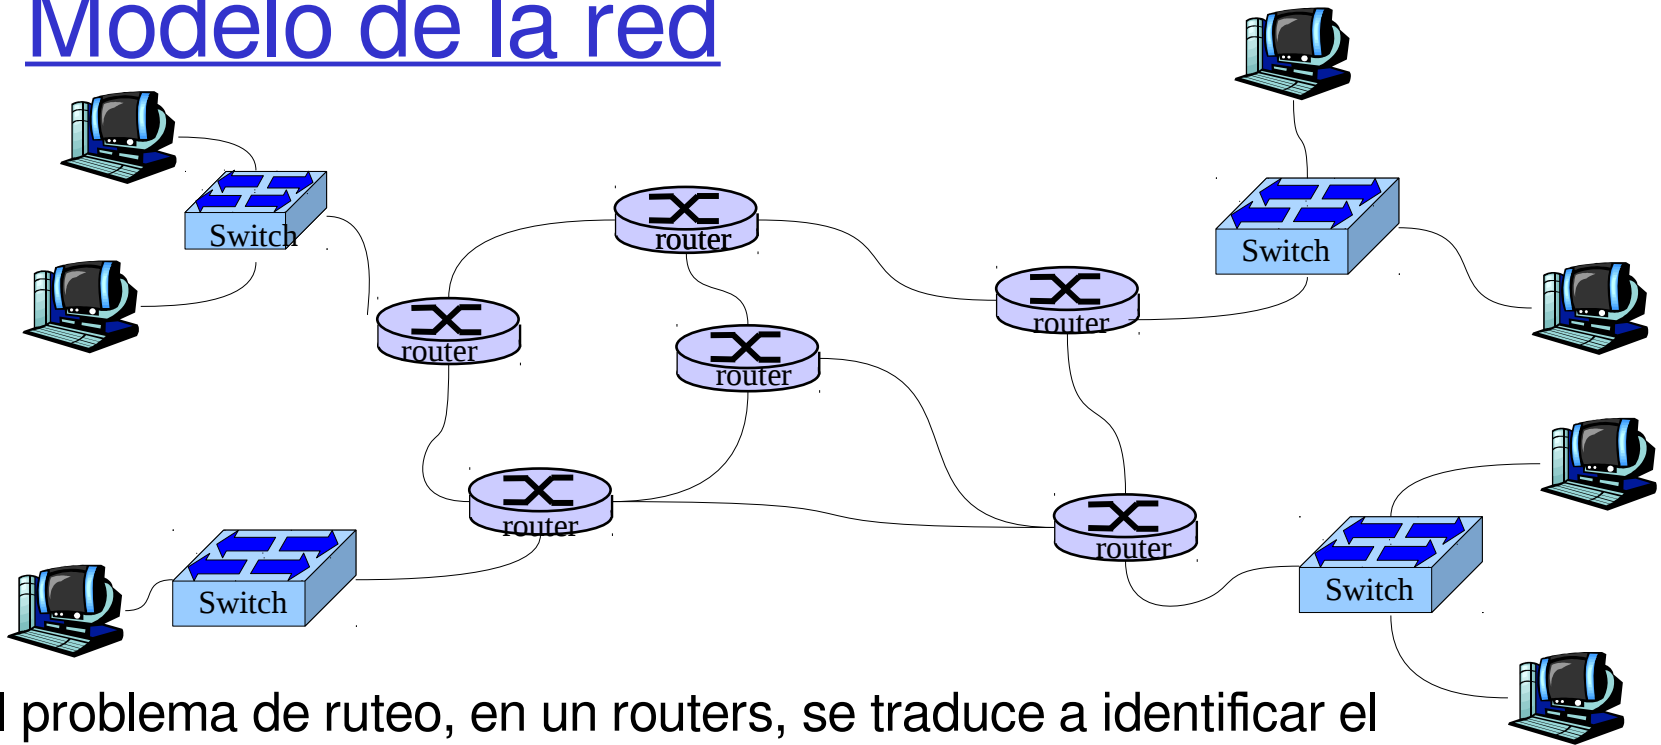 Modelo de la red
Switch
router
Switch
router
router
router
router
router
Switch
Switch
problema de ruteo, en un routers, se traduce a identificar el